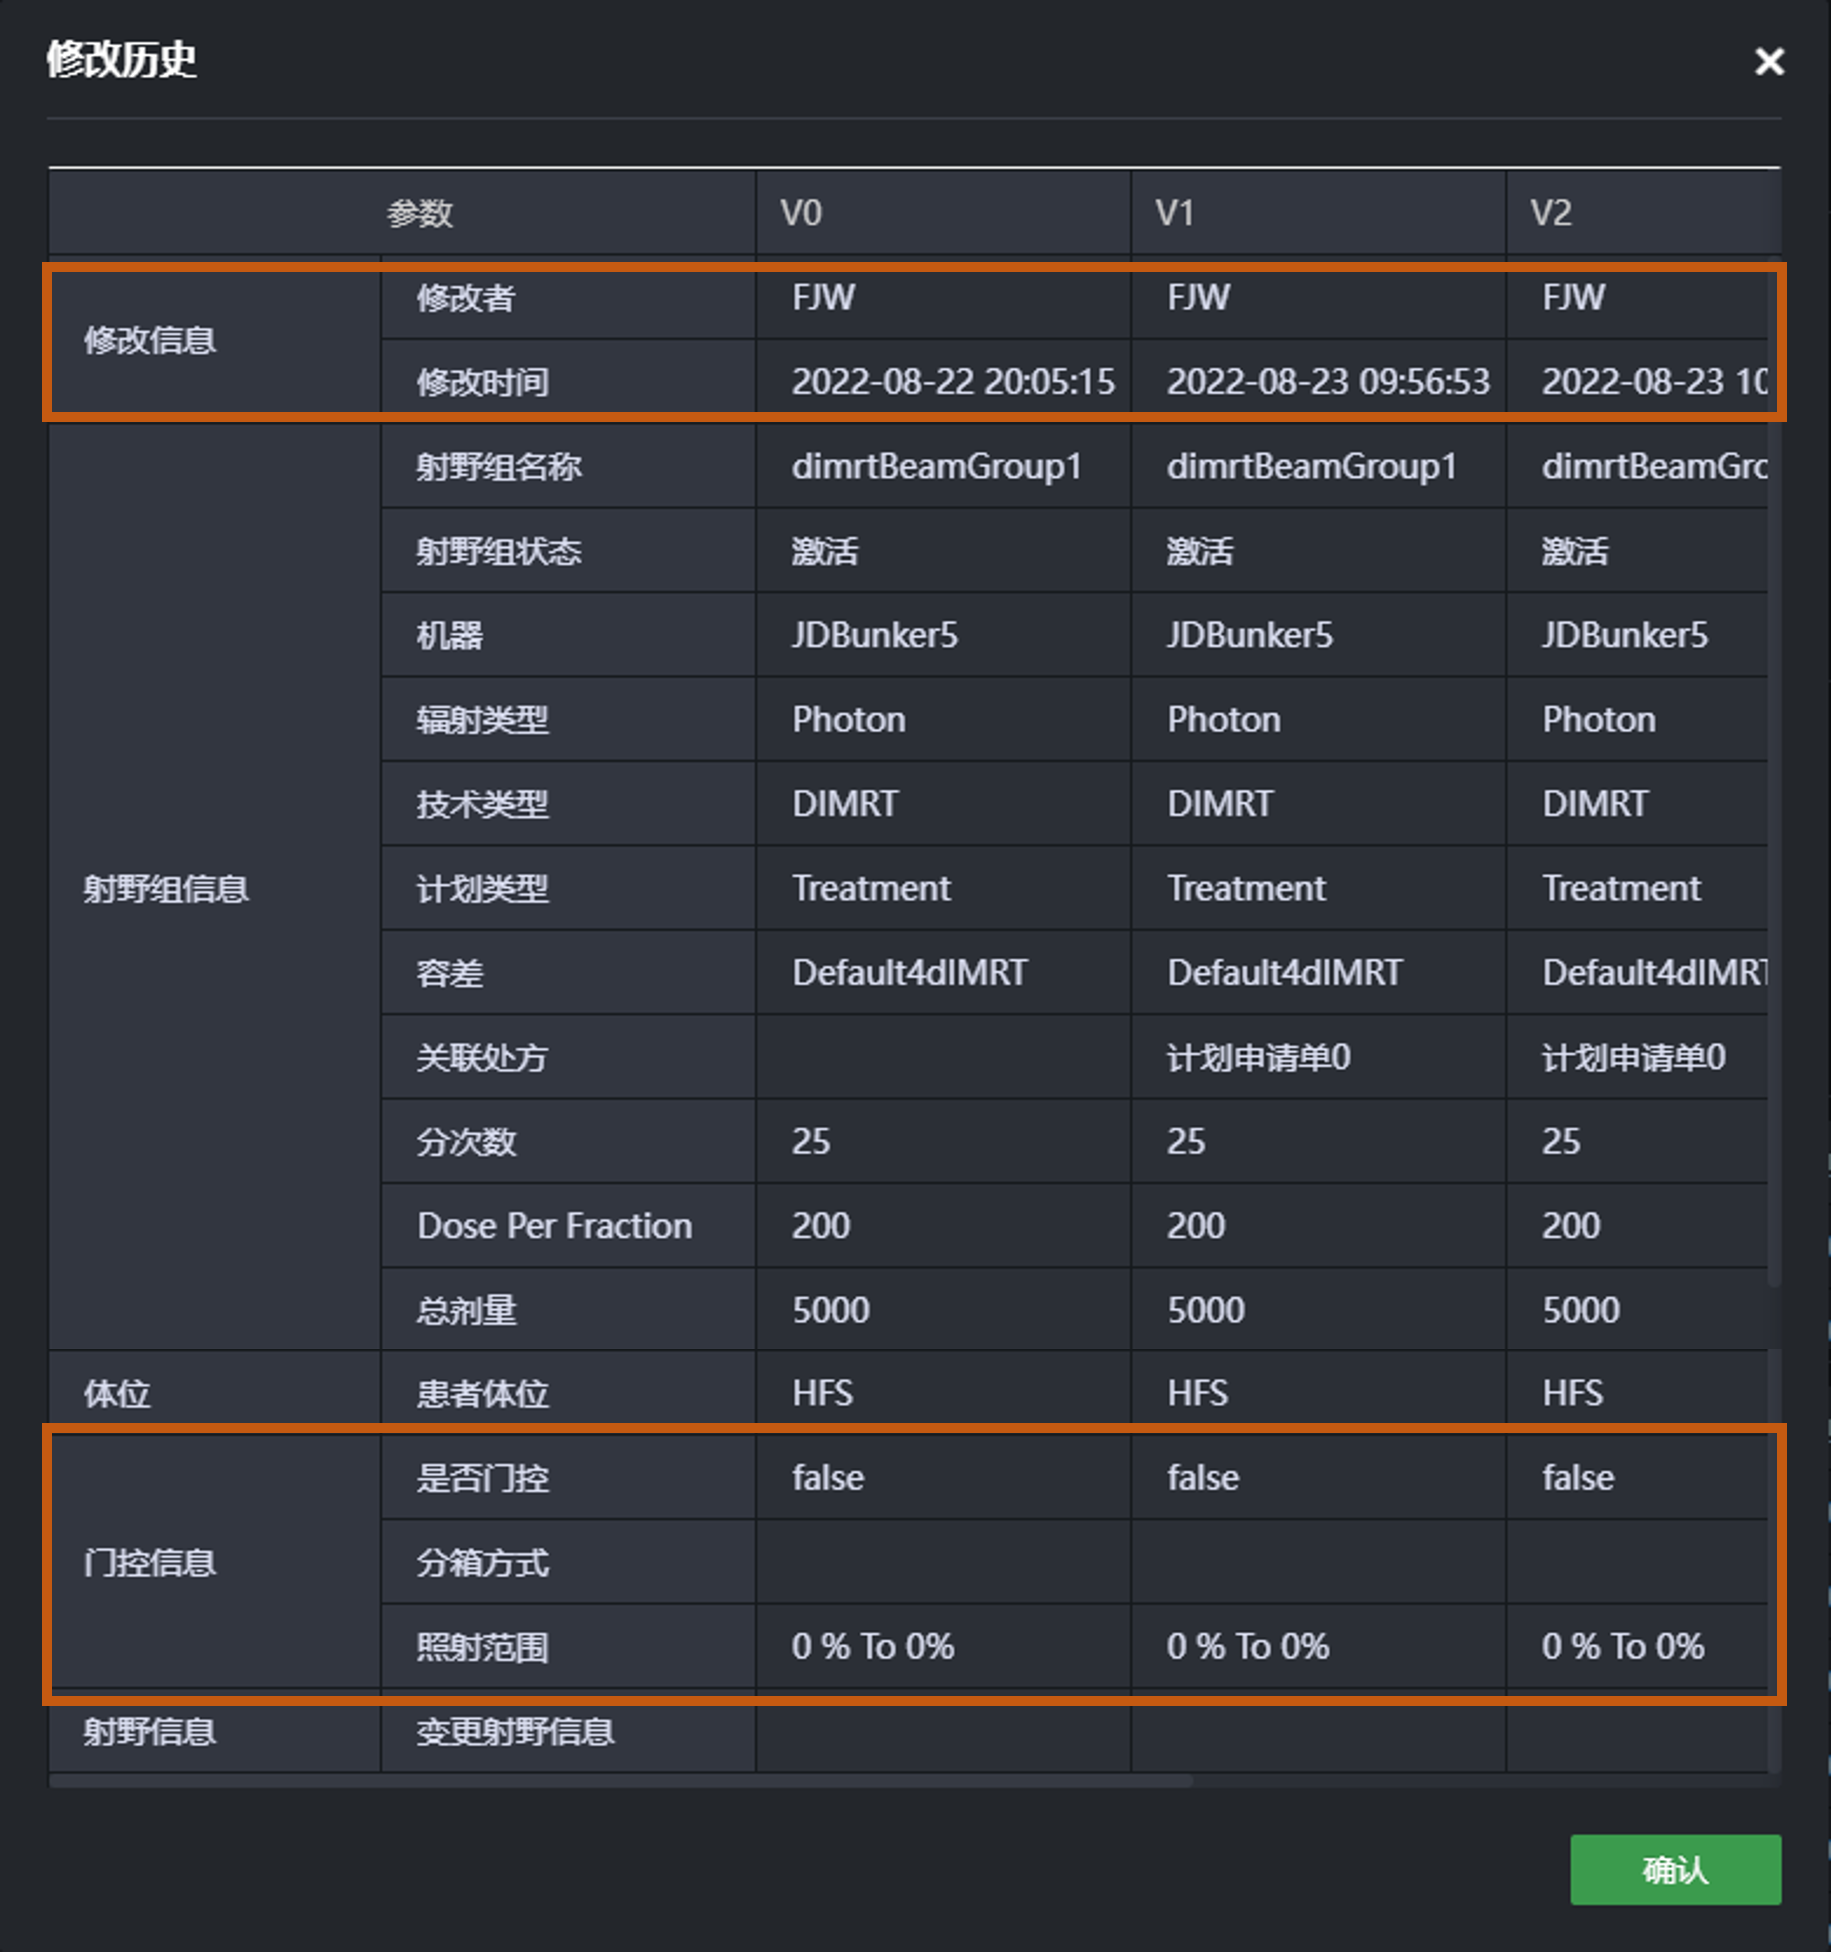 修改历史
参数 V0 V1 V2
修改信息 修改者 FJW FJW FJW
修改时间 2022-08-22 20:05:15 2022-08-23 09:56:53 2022-08-23 10
射野组信息 射野组名称 dimrtBeamGroup1 dimrtBeamGroup1 dimrtBeamGro
射野组状态 激活 激活 激活
机器 JDBunker5 JDBunker5 JDBunker5
辐射类型 Photon Photon Photon
技术类型 DIMRT DIMRT DIMRT
计划类型 Treatment Treatment Treatment
容差 Default4dIMRT Default4dIMRT Default4dIMRT
关联处方 计划申请单0 计划申请单0
分次数 25 25 25
Dose Per Fraction 200 200 200
总剂量 5000 5000 5000
体位 患者体位 HFS HFS HFS
门控信息 是否门控 false false false
分箱方式
照射范围 0 % To 0% 0 % To 0% 0 % To 0%
射野信息 变更射野信息
确认